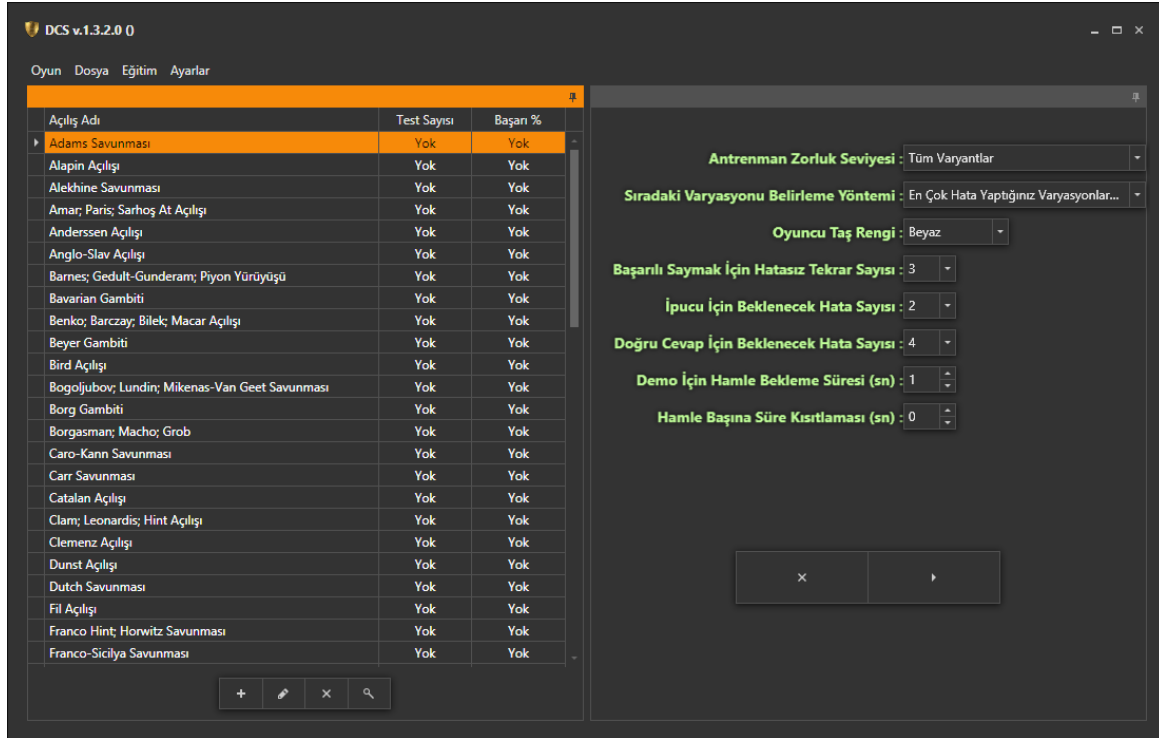 DCS v.1.3.2.0 ()
Oyun Dosya Eğitim Ayarlar
Açılış Adı Test Sayısı Başarı %
Adams Savunması Yok Yok
Alapin Açılışı Yok Yok
Alekhine Savunması Yok Yok
Amar; Paris; Sarhoş At Açılışı Yok Yok
Anderssen Açılışı Yok Yok
Anglo-Slav Açılışı Yok Yok
Barnes; Gedult-Gunderam; Piyon Yürüyüşü Yok Yok
Bavarian Gambiti Yok Yok
Benko; Barczay; Bilek; Macar Açılışı Yok Yok
Beyer Gambiti Yok Yok
Bird Açılışı Yok Yok
Bogoljubov; Lundin; Mikenas-Van Geet Savunması Yok Yok
Borg Gambiti Yok Yok
Borgasman; Macho; Grob Yok Yok
Caro-Kann Savunması Yok Yok
Carr Savunması Yok Yok
Catalan Açılışı Yok Yok
Clam; Leonardis; Hint Açılışı Yok Yok
Clemenz Açılışı Yok Yok
Dunst Açılışı Yok Yok
Dutch Savunması Yok Yok
Fil Açılışı Yok Yok
Franco Hint; Horwitz Savunması Yok Yok
Franco-Sicilya Savunması Yok Yok
Antrenman Zorluk Seviyesi : Tüm Varyantlar
Sıradaki Varyasyonu Belirleme Yöntemi : En Çok Hata Yaptığınız Varyasyonlar...
Oyuncu Taş Rengi : Beyaz
Başarılı Saymak İçin Hatasız Tekrar Sayısı : 3
İpucu İçin Beklenecek Hata Sayısı : 2
Doğru Cevap İçin Beklenecek Hata Sayısı : 4
Demo İçin Hamle Bekleme Süresi (sn) : 1
Hamle Başına Süre Kısıtlaması (sn) : 0